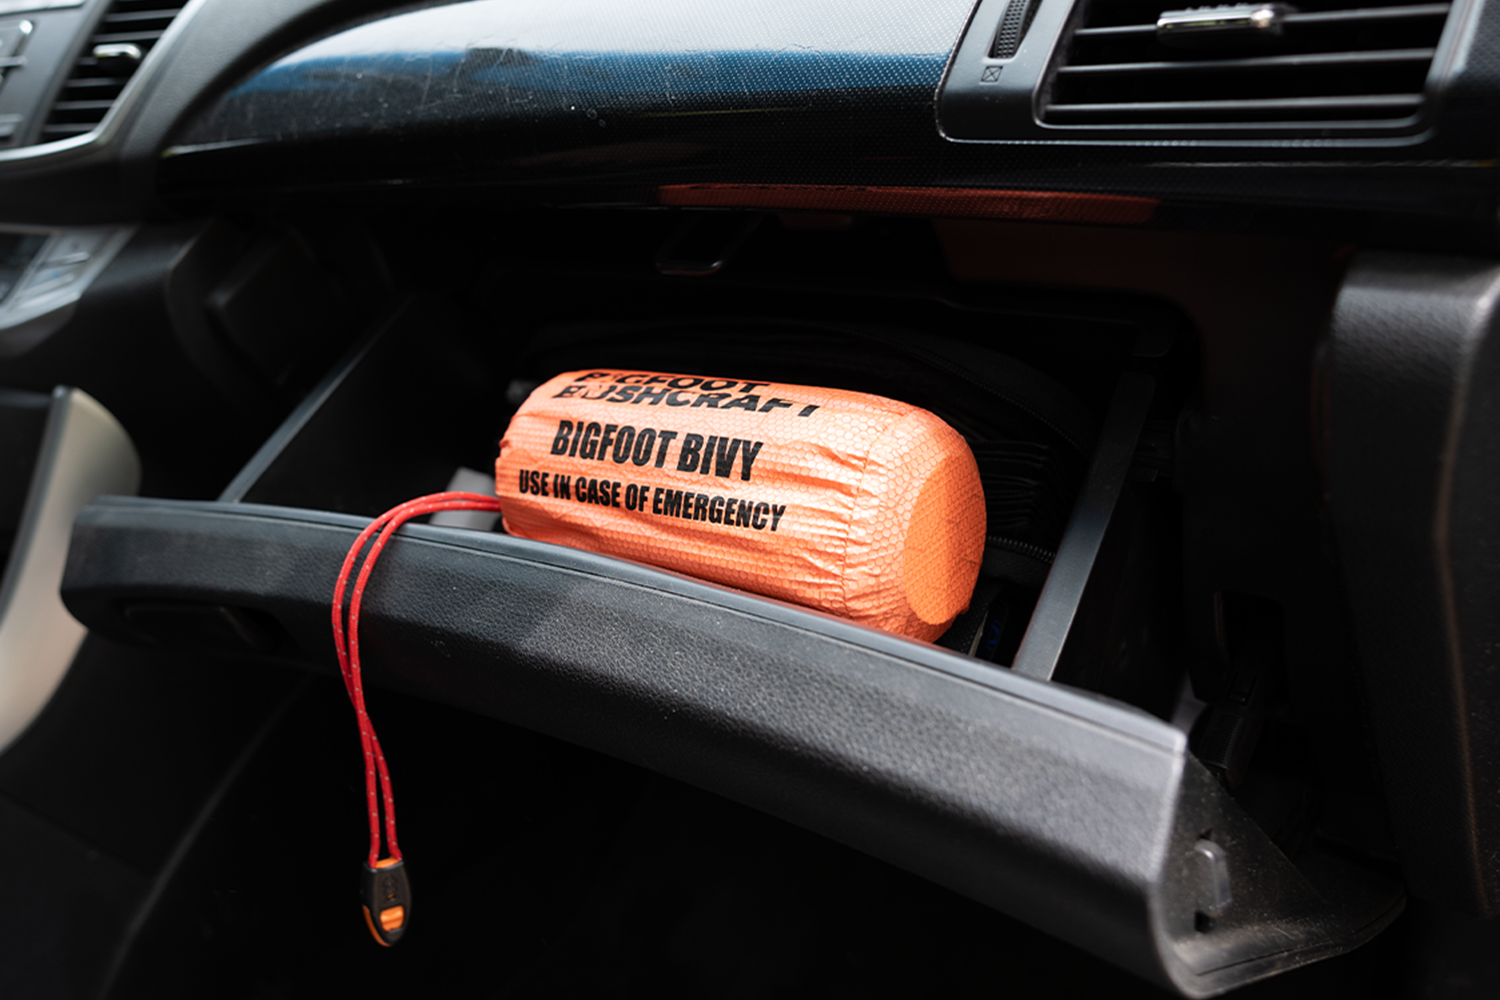 BIGFOOT
BUSHCRAFT
BIGFOOT BIVY
USE IN CASE OF EMERGENCY